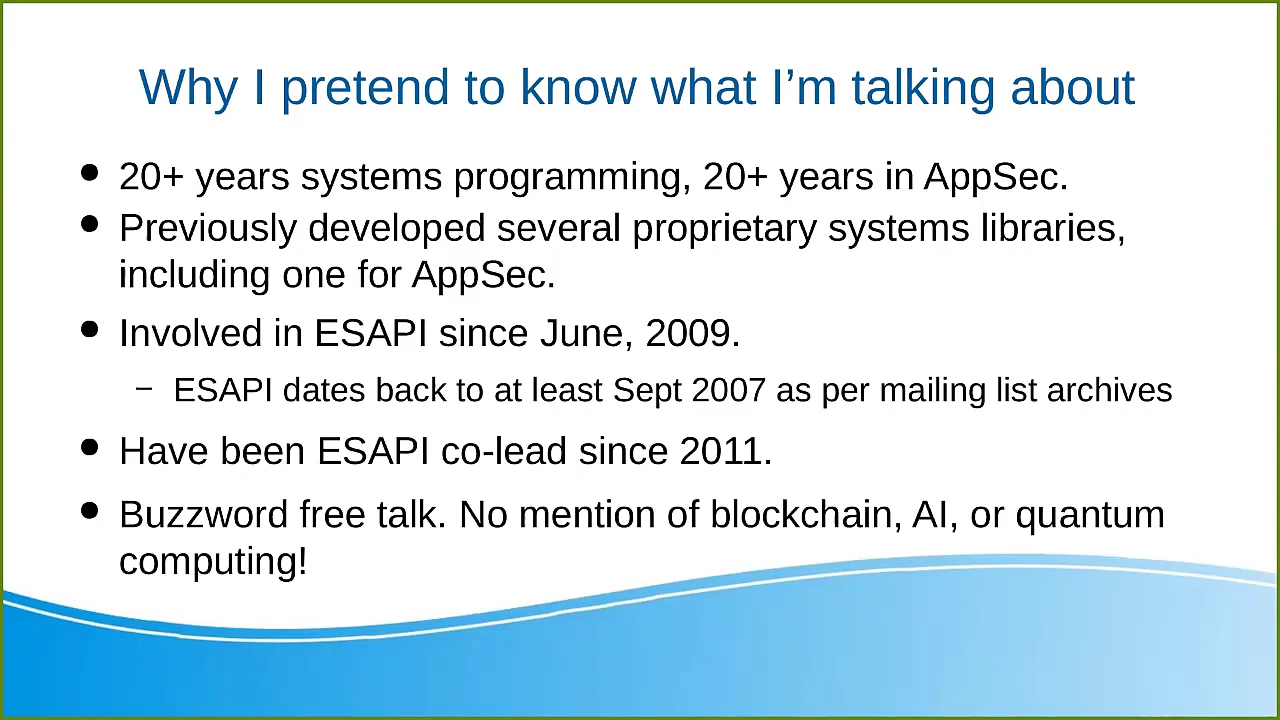 Why I pretend to know what I’m talking about
● 20+ years systems programming, 20+ years in AppSec.
● Previously developed several proprietary systems libraries,
including one for AppSec.
● Involved in ESAPI since June, 2009.
– ESAPI dates back to at least Sept 2007 as per mailing list archives
● Have been ESAPI co-lead since 2011.
● Buzzword free talk. No mention of blockchain, AI, or quantum
computing!